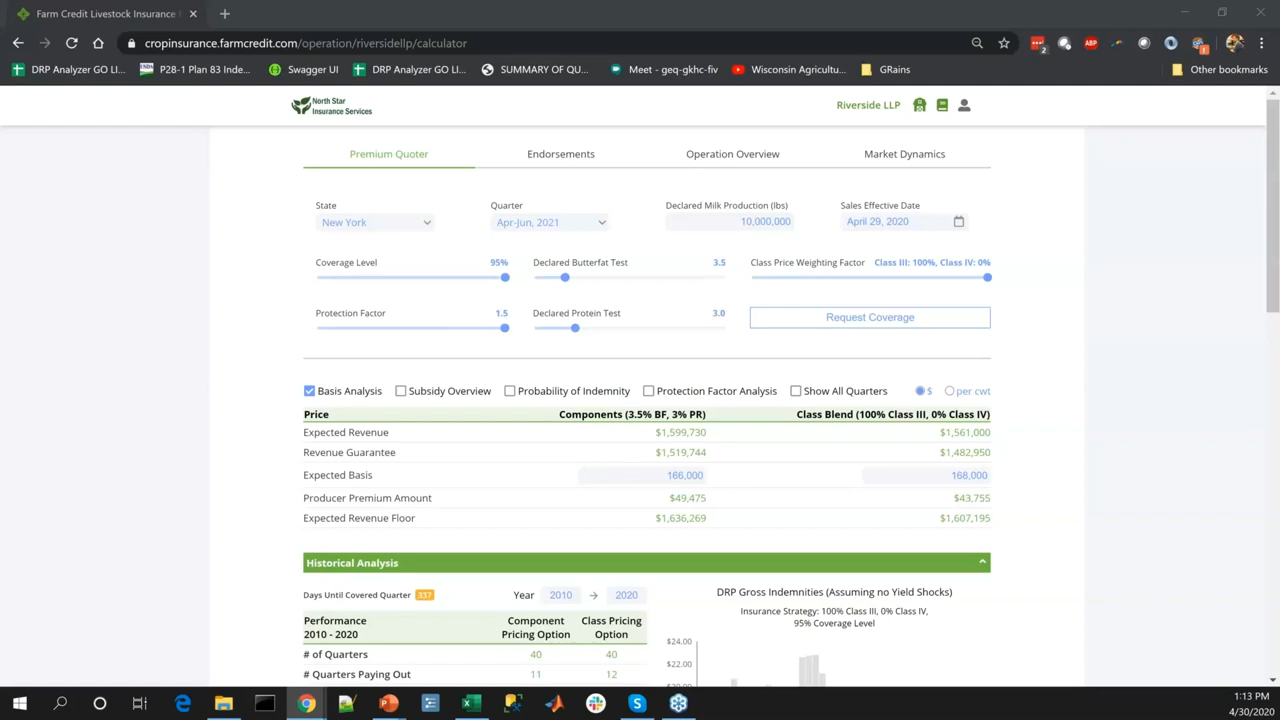 Farm Credit Livestock Insurance
cropinsurance.farmcredit.com/operation/riversidellp/calculator
ABP
2
1
DRP Analyzer GO LI...
USDA
P28-1 Plan 83 Inde...
Swagger UI
DRP Analyzer GO LI...
SUMMARY OF QU...
Meet - geq-gkhc-fiv
Wisconsin Agricultu...
GRains
Other bookmarks
North Star
Insurance Services
Riverside LLP
Premium Quoter
Endorsements
Operation Overview
Market Dynamics
State
Quarter
Declared Milk Production (lbs)
Sales Effective Date
New York
Apr-Jun, 2021
10,000,000
April 29, 2020
Coverage Level 95%
Declared Butterfat Test 3.5
Class Price Weighting Factor Class III: 100%, Class IV: 0%
Protection Factor 1.5
Declared Protein Test 3.0
Request Coverage
Basis Analysis
Subsidy Overview
Probability of Indemnity
Protection Factor Analysis
Show All Quarters
$
per cwt
Price Components (3.5% BF, 3% PR) Class Blend (100% Class III, 0% Class IV)
Expected Revenue $1,599,730 $1,561,000
Revenue Guarantee $1,519,744 $1,482,950
Expected Basis 166,000 168,000
Producer Premium Amount $49,475 $43,755
Expected Revenue Floor $1,636,269 $1,607,195
Historical Analysis
Days Until Covered Quarter 337
Year 2010 → 2020
Performance
2010 - 2020
Component
Pricing Option
Class Pricing
Option
# of Quarters 40 40
# Quarters Paying Out 11 12
DRP Gross Indemnities (Assuming no Yield Shocks)
Insurance Strategy: 100% Class III, 0% Class IV,
95% Coverage Level
$24.00
$22.00
1:13 PM
4/30/2020